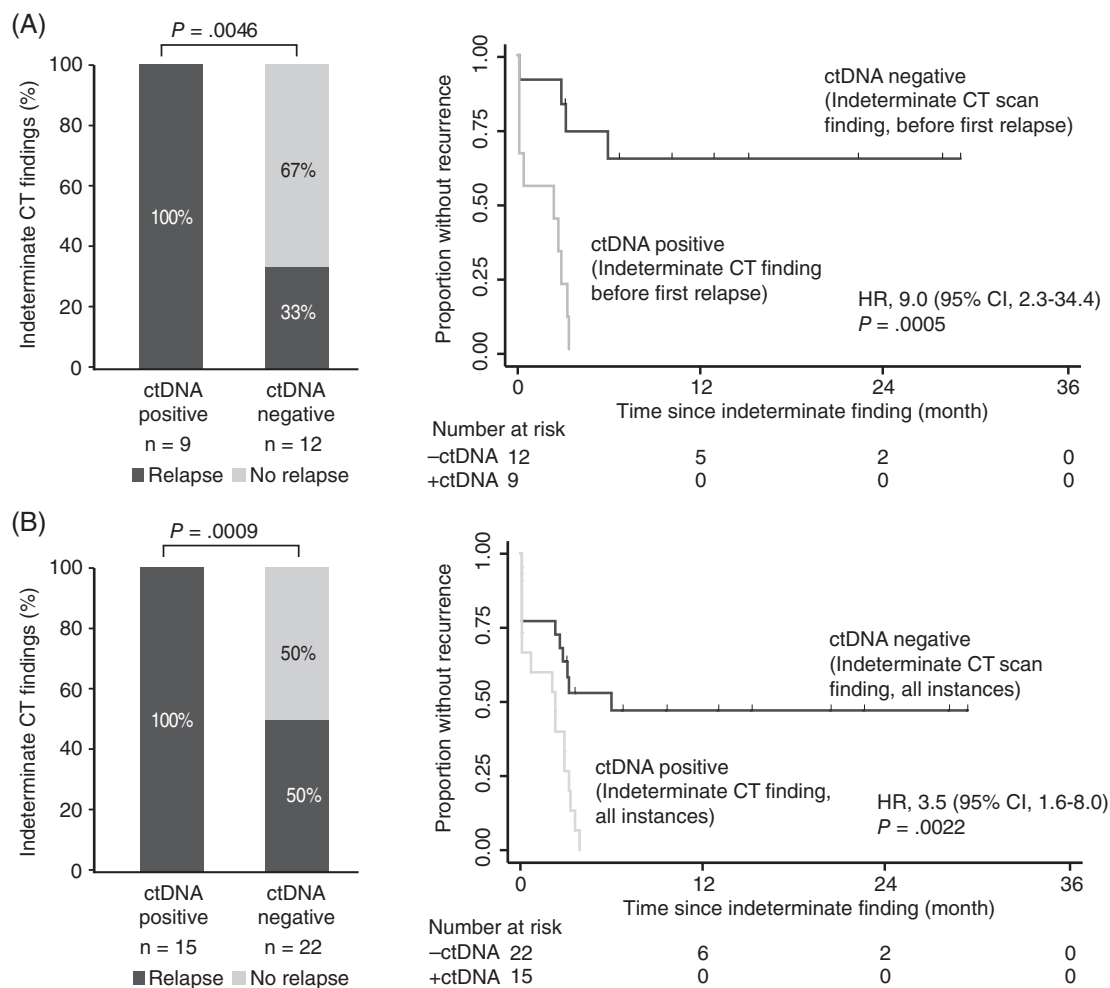 (A)
P = .0046
100
80
60
40
20
0
Indeterminate CT findings (%)
100%
67%
33%
ctDNA
positive
n = 9
ctDNA
negative
n = 12
Relapse No relapse
1.00
0.75
0.50
0.25
0.00
Proportion without recurrence
ctDNA negative
(Indeterminate CT scan
finding, before first relapse)
ctDNA positive
(Indeterminate CT finding
before first relapse)
HR, 9.0 (95% CI, 2.3-34.4)
P = .0005
0 12 24 36
Time since indeterminate finding (month)
Number at risk
–ctDNA 12 5 2 0
+ctDNA 9 0 0 0
(B)
P = .0009
100
80
60
40
20
0
Indeterminate CT findings (%)
100%
50%
50%
ctDNA
positive
n = 15
ctDNA
negative
n = 22
Relapse No relapse
1.00
0.75
0.50
0.25
0.00
Proportion without recurrence
ctDNA negative
(Indeterminate CT scan
finding, all instances)
ctDNA positive
(Indeterminate CT finding,
all instances)
HR, 3.5 (95% CI, 1.6-8.0)
P = .0022
0 12 24 36
Time since indeterminate finding (month)
Number at risk
–ctDNA 22 6 2 0
+ctDNA 15 0 0 0